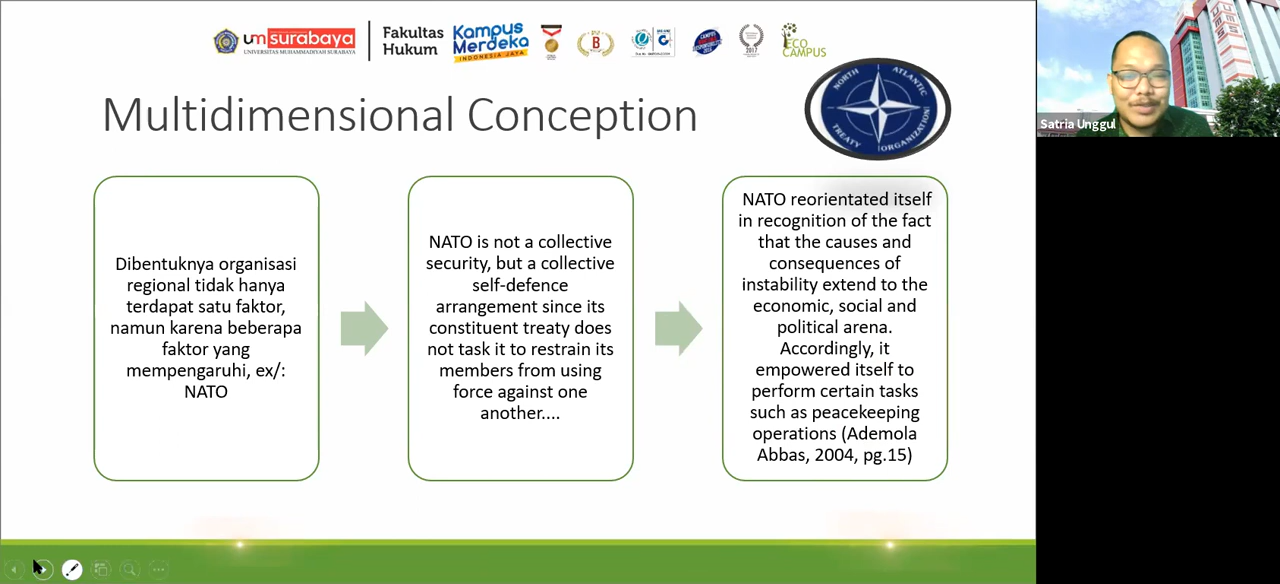 um surabaya
UNIVERSITAS MUHAMMADIYAH SURABAYA
Fakultas
Hukum
Kampus
Merdeka
INDONESIA JAYA
B
2017
ECO
CAMPUS
Satria Unggul
Multidimensional Conception
NORTH ATLANTIC
TREATY ORGANIZATION
Dibentuknya organisasi
regional tidak hanya
terdapat satu faktor,
namun karena beberapa
faktor yang
mempengaruhi, ex/:
NATO
NATO is not a collective
security, but a collective
self-defence
arrangement since its
constituent treaty does
not task it to restrain its
members from using
force against one
another....
NATO reorientated itself
in recognition of the fact
that the causes and
consequences of
instability extend to the
economic, social and
political arena.
Accordingly, it
empowered itself to
perform certain tasks
such as peacekeeping
operations (Ademola
Abbas, 2004, pg.15)